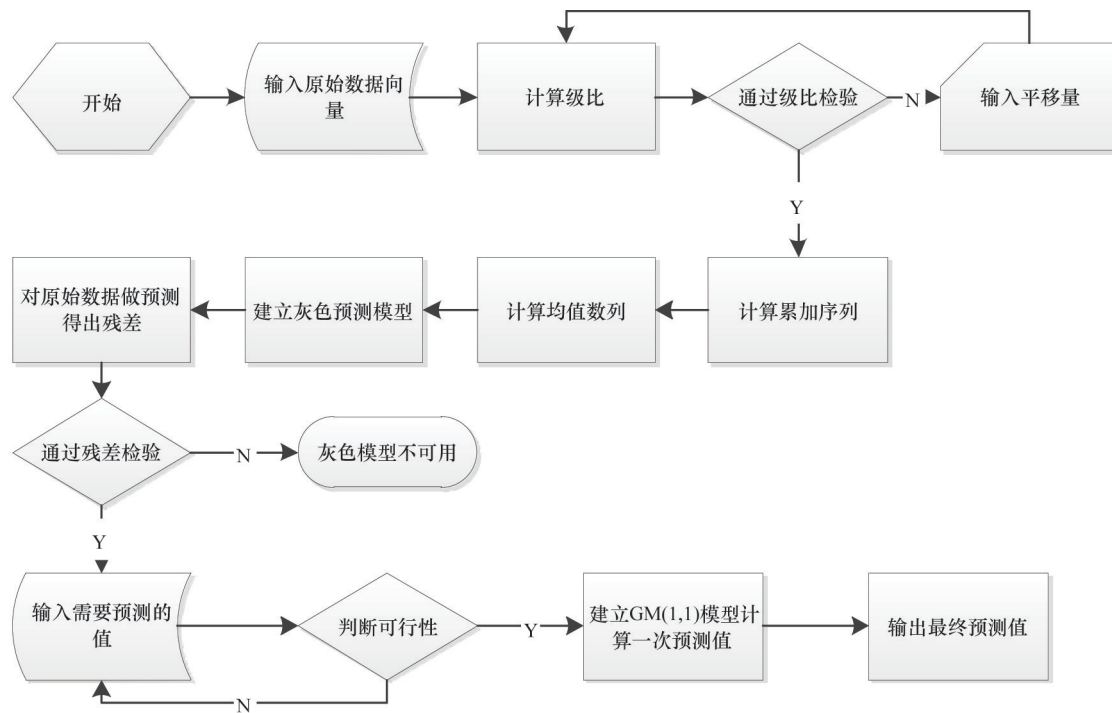 开始
输入原始数据向
量
计算级比
通过级比检验
N
输入平移量
Y
对原始数据做预测
得出残差
建立灰色预测模型
计算均值数列
计算累加序列
通过残差检验
N
灰色模型不可用
Y
输入需要预测的
值
判断可行性
Y
建立GM(1,1)模型计
算一次预测值
输出最终预测值
N